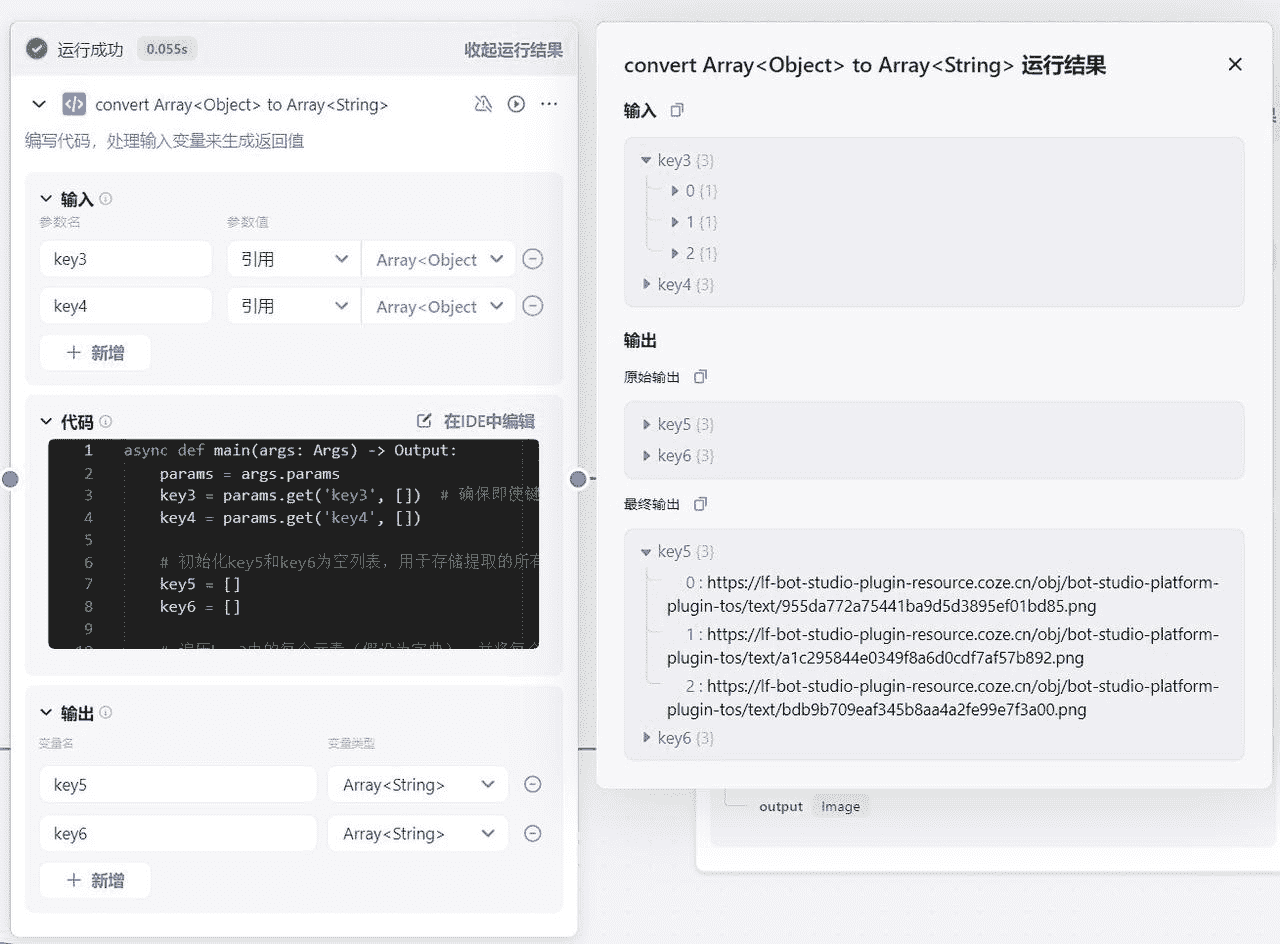 运行成功 0.055s 收起运行结果
convert Array<Object> to Array<String>
编写代码，处理输入变量来生成返回值
输入
参数名 参数值
key3 引用 Array<Object
key4 引用 Array<Object
新增
代码 在IDE中编辑
1 async def main(args: Args) -> Output:
2 params = args.params
3 key3 = params.get('key3', []) # 确保即使键
4 key4 = params.get('key4', [])
5
6 # 初始化key5和key6为空列表，用于存储提取的所有
7 key5 = []
8 key6 = []
9
输出
变量名 变量类型
key5 Array<String>
key6 Array<String>
新增
convert Array<Object> to Array<String> 运行结果
输入
key3 {3}
0 {1}
1 {1}
2 {1}
key4 {3}
输出
原始输出
key5 {3}
key6 {3}
最终输出
key5 {3}
0 : https://lf-bot-studio-plugin-resource.coze.cn/obj/bot-studio-platform-
plugin-tos/text/955da772a75441ba9d5d3895ef01bd85.png
1 : https://lf-bot-studio-plugin-resource.coze.cn/obj/bot-studio-platform-
plugin-tos/text/a1c295844e0349f8a6d0cdf7af57b892.png
2 : https://lf-bot-studio-plugin-resource.coze.cn/obj/bot-studio-platform-
plugin-tos/text/bdb9b709eaf345b8aa4a2fe99e7f3a00.png
key6 {3}
output Image